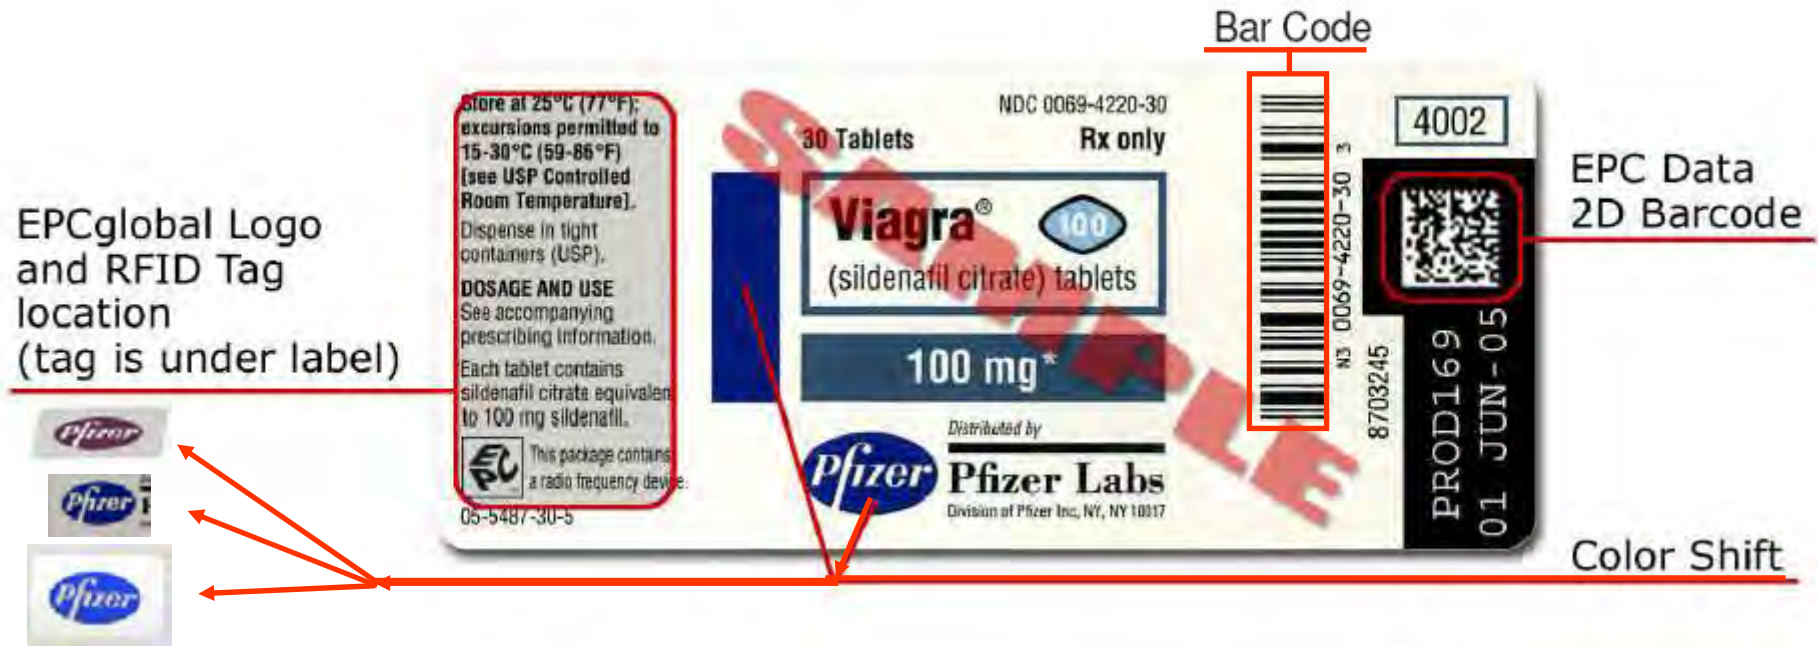 Bar Code
EPCglobal Logo
and RFID Tag
location
(tag is under label)
Store at 25°C (77°F);
excursions permitted to
15-30°C (59-86°F)
[see USP Controlled
Room Temperature].
Dispense in tight
containers (USP).
DOSAGE AND USE
See accompanying
prescribing information.
Each tablet contains
sildenafil citrate equivalen
to 100 mg sildenafil.
EPC
This package contains
a radio frequency device.
05-5487-30-5
NDC 0069-4220-30
30 Tablets
Rx only
Viagra®
100
(sildenafil citrate) tablets
100 mg*
Pfizer
Distributed by
Pfizer Labs
Division of Pfizer Inc, NY, NY 10017
SAMPLE
N3 0069-4220-30 3
8703245
4002
PROD169
01 JUN-05
EPC Data
2D Barcode
Color Shift
Pfizer
Pfizer
Pfizer